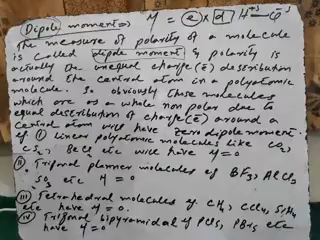 Dipole moment ⇒ M = e × d H⁺—Cl⁻
The measure of polarity of a molecule
is called dipole moment & polarity is
actually the unequal charge (ē) destribution
around the central atom in a polyatomic
molecule. So obviously those molecules
which are as a whole non polar due to
equal destribution of charge (ē) around a
central atom will have zero dipole moment.
(I) Linear polyatomic molecules like CO₂
CS₂, BeCl₂ etc will have M = 0
(II) Trigonal planner molecules of BF₃, AlCl₃
SO₃ etc M = 0
(III) Tetrahedral molecules of CH₄, CCl₄, SiH₄
etc have M = 0.
(IV) Trigonal bipyramidal of PCl₅, PBr₅ etc
have M = 0